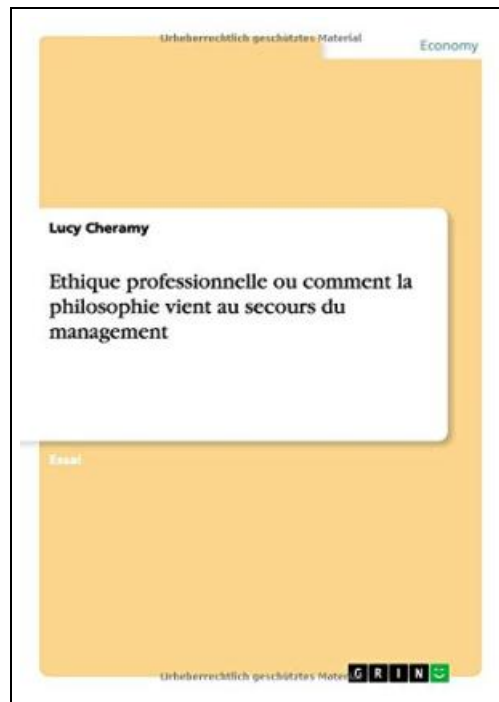 Urheberrechtlich geschütztes Material
Economy
Lucy Cheramy
Ethique professionnelle ou comment la
philosophie vient au secours du
management
Essai
Urheberrechtlich geschütztes Mater
GRIN